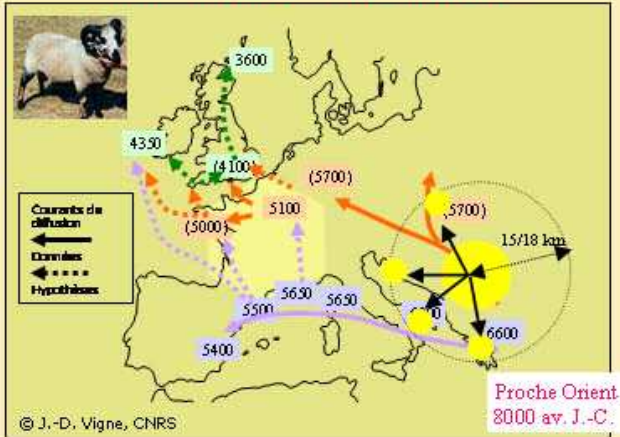 3600
4350
(4100)
(5700)
5100
(5000)
(5700)
15/18 km
Courants de
diffusion
Données
Hypothèses
5650
5650
5500
5400
6600
Proche Orient
8000 av. J.-C.
© J.-D. Vigne, CNRS